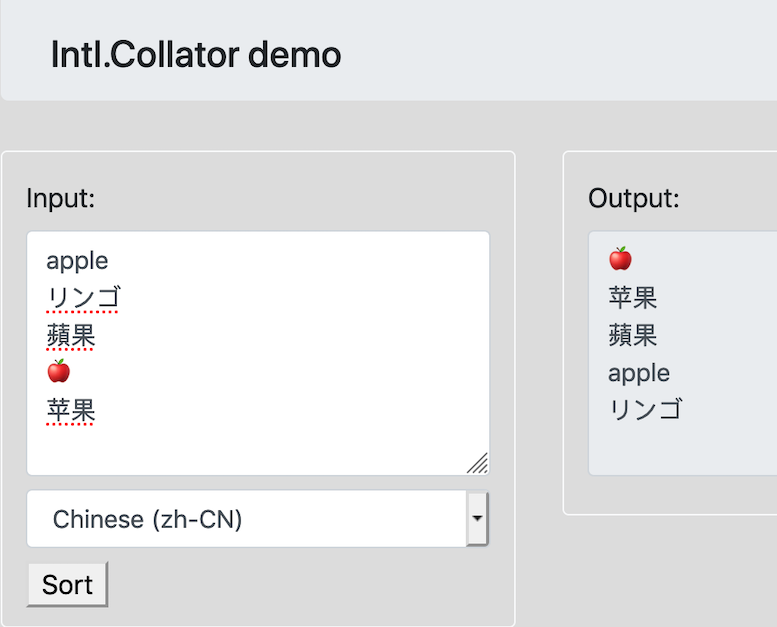 Intl.Collator demo
Input:
apple
リンゴ
蘋果
🍎
苹果
Chinese (zh-CN)
Sort
Output:
🍎
苹果
蘋果
apple
リンゴ